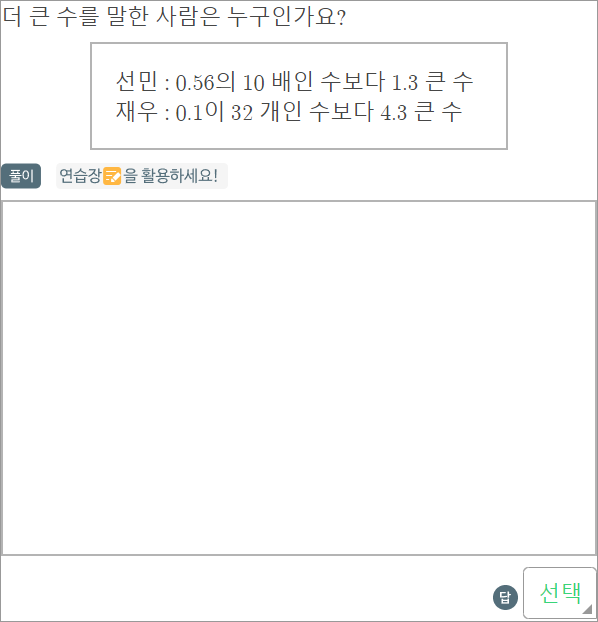 더 큰 수를 말한 사람은 누구인가요?
선민 : 0.56의 10 배인 수보다 1.3 큰 수
재우 : 0.1이 32 개인 수보다 4.3 큰 수
풀이 연습장을 활용하세요!
답 선택